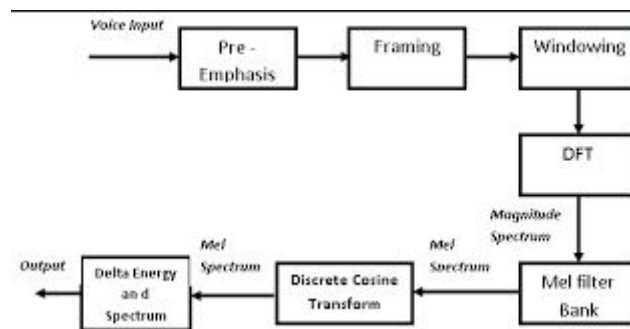 Voice Input
Pre -
Emphasis
Framing
Windowing
DFT
Magnitude
Spectrum
Mel filter
Bank
Mel
Spectrum
Discrete Cosine
Transform
Mel
Spectrum
Delta Energy
and
Spectrum
Output